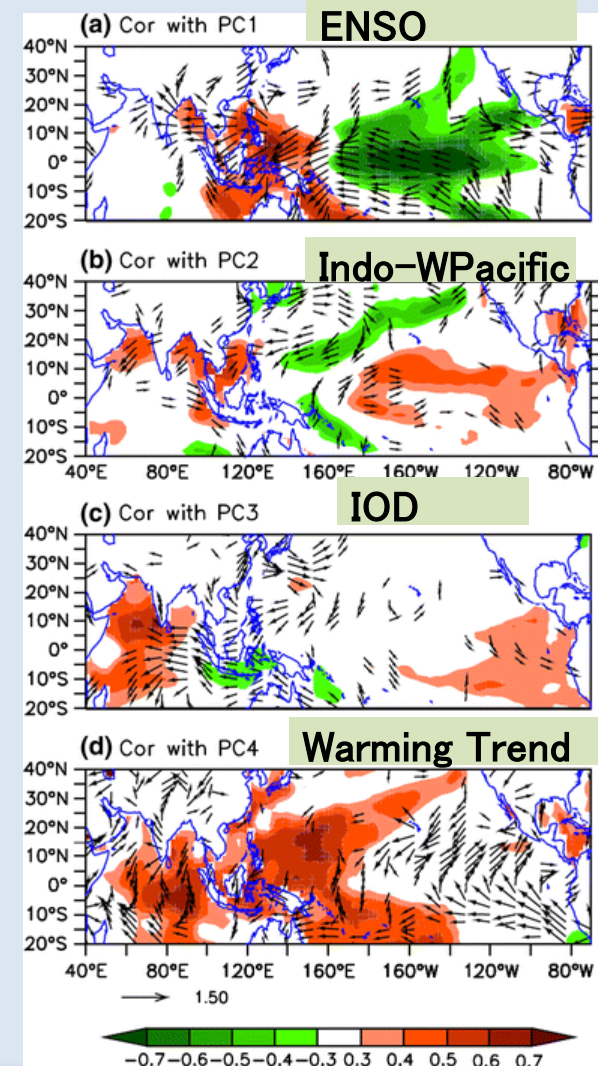 (a) Cor with PC1 ENSO
40°N
30°N
20°N
10°N
0°
10°S
20°S
(b) Cor with PC2 Indo-WPacific
40°N
30°N
20°N
10°N
0°
10°S
20°S
40°E 80°E 120°E 160°E 160°W 120°W 80°W
(c) Cor with PC3 IOD
40°N
30°N
20°N
10°N
0°
10°S
20°S
(d) Cor with PC4 Warming Trend
40°N
30°N
20°N
10°N
0°
10°S
20°S
40°E 80°E 120°E 160°E 160°W 120°W 80°W
1.50
-0.7 -0.6 -0.5 -0.4 -0.3 0.3 0.4 0.5 0.6 0.7